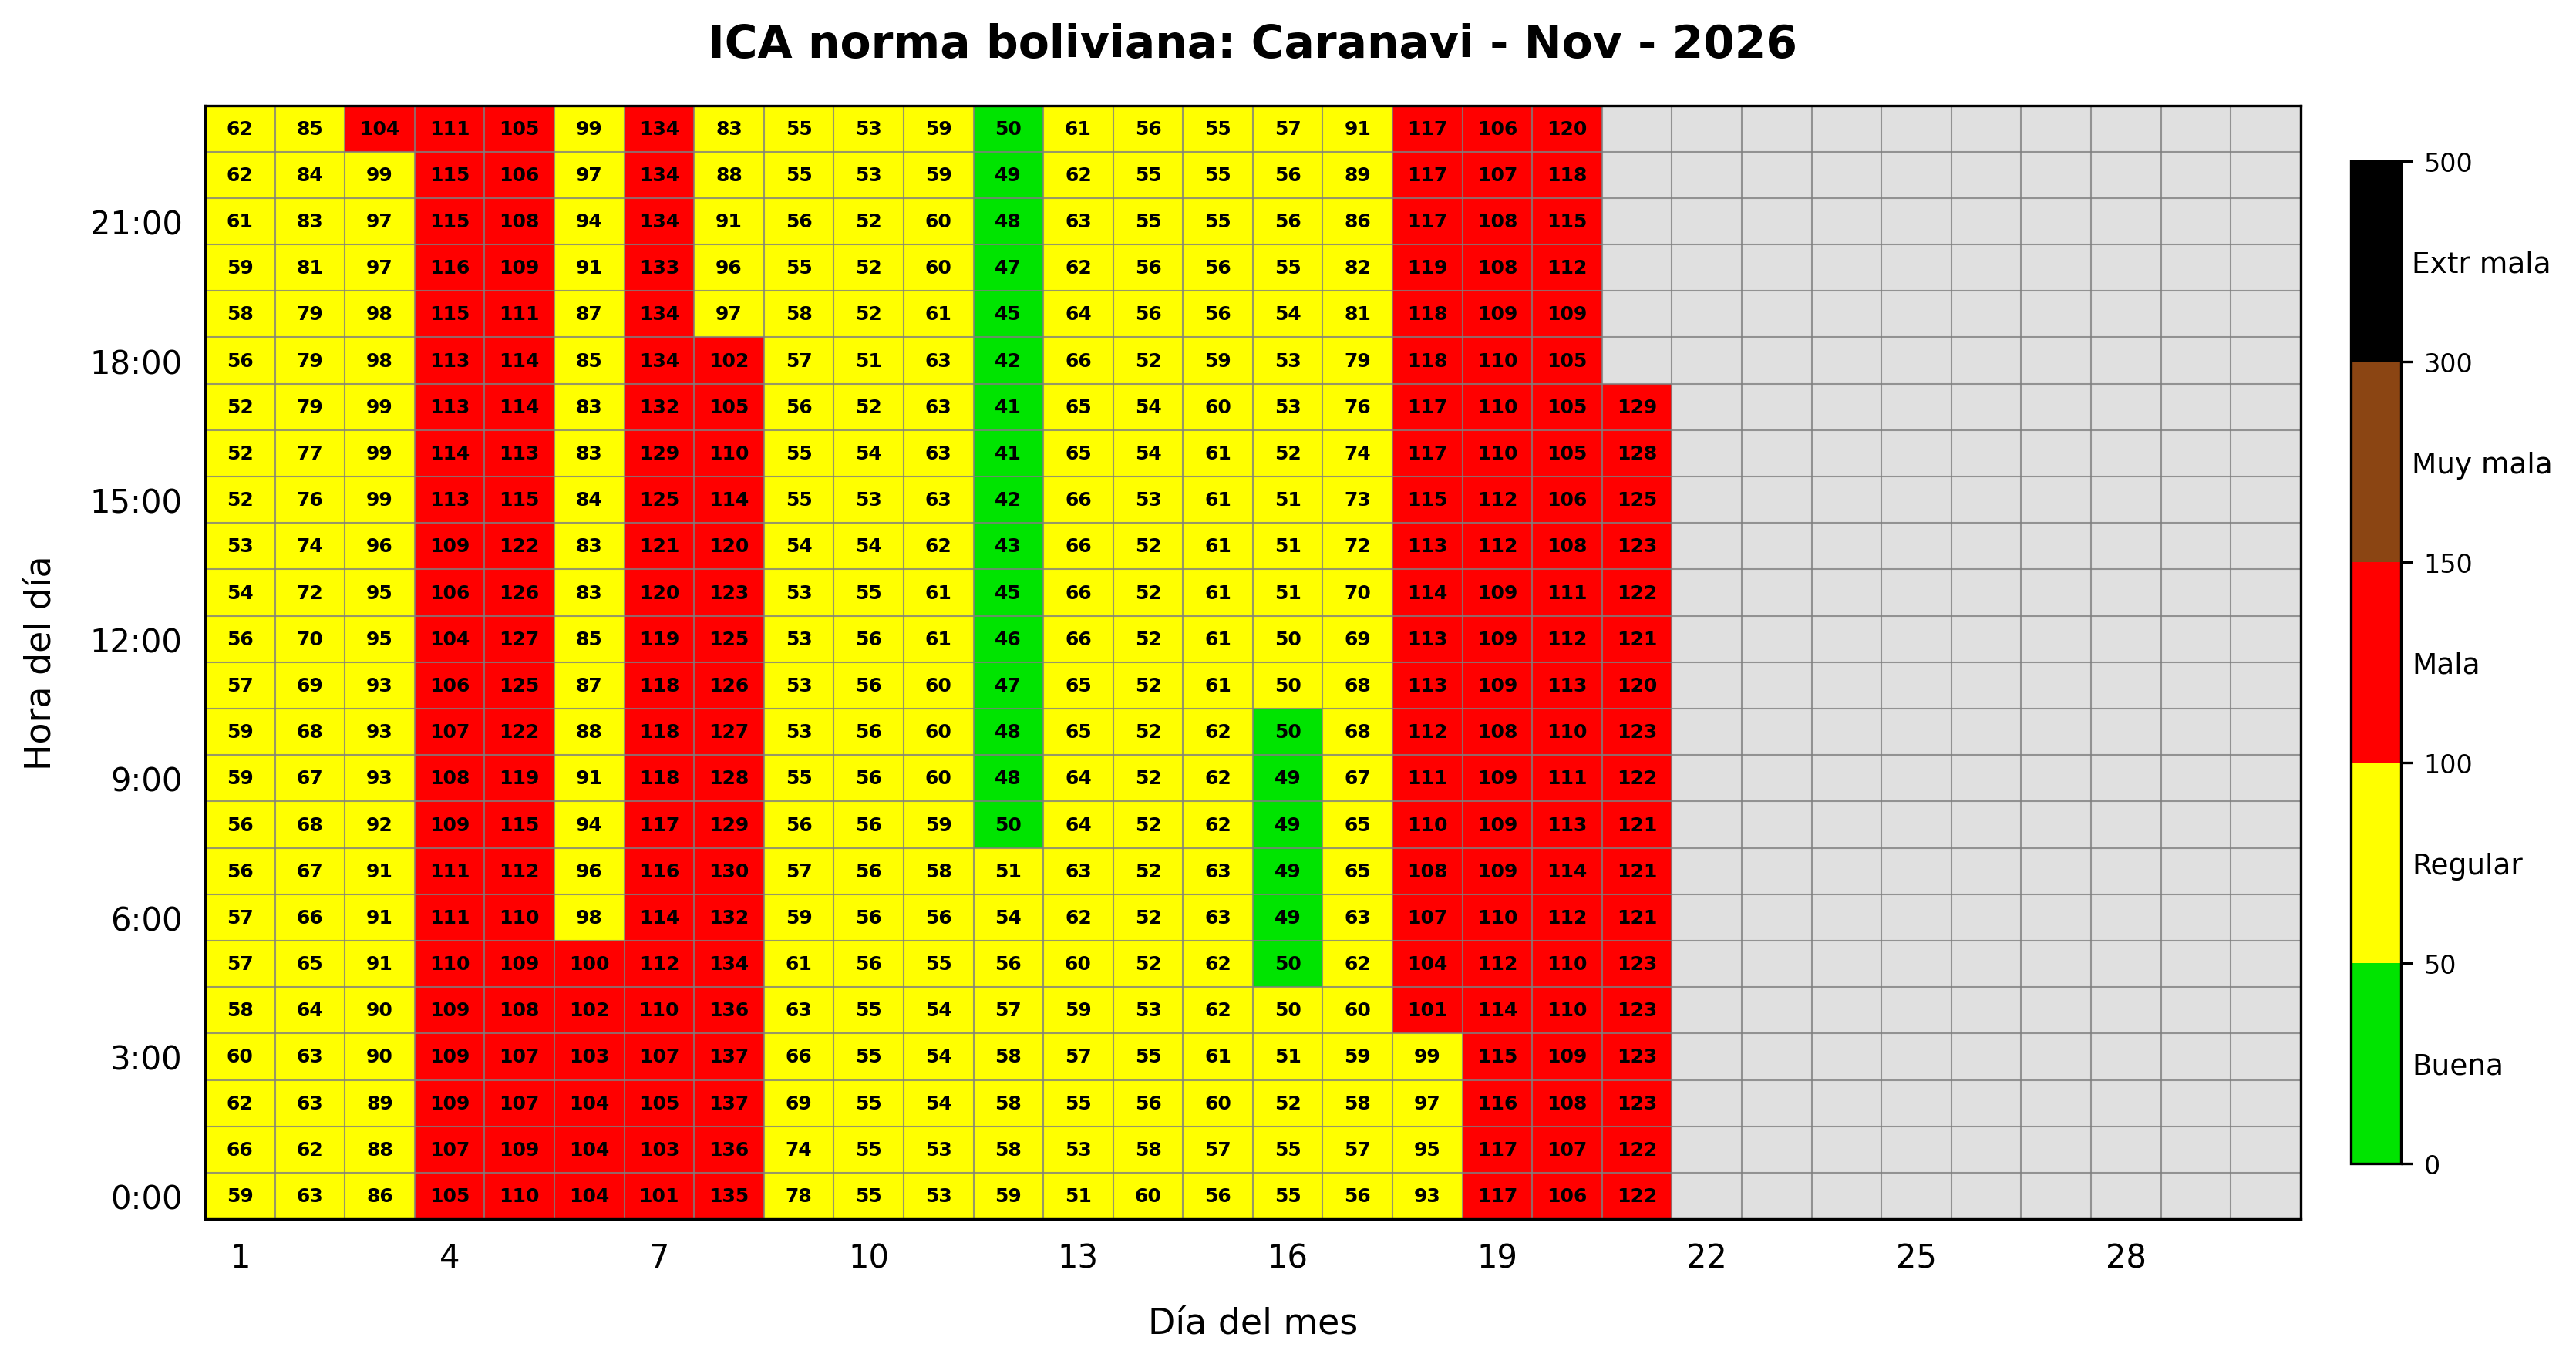 ICA norma boliviana: Caranavi - Nov - 2026
62 85 104 111 105 99 134 83 55 53 59 50 61 56 55 57 91 117 106 120
62 84 99 115 106 97 134 88 55 53 59 49 62 55 55 56 89 117 107 118
21:00 61 83 97 115 108 94 134 91 56 52 60 48 63 55 55 56 86 117 108 115
59 81 97 116 109 91 133 96 55 52 60 47 62 56 56 55 82 119 108 112
58 79 98 115 111 87 134 97 58 52 61 45 64 56 56 54 81 118 109 109
18:00 56 79 98 113 114 85 134 102 57 51 63 42 66 52 59 53 79 118 110 105
52 79 99 113 114 83 132 105 56 52 63 41 65 54 60 53 76 117 110 105 129
52 77 99 114 113 83 129 110 55 54 63 41 65 54 61 52 74 117 110 105 128
15:00 52 76 99 113 115 84 125 114 55 53 63 42 66 53 61 51 73 115 112 106 125
53 74 96 109 122 83 121 120 54 54 62 43 66 52 61 51 72 113 112 108 123
54 72 95 106 126 83 120 123 53 55 61 45 66 52 61 51 70 114 109 111 122
12:00 56 70 95 104 127 85 119 125 53 56 61 46 66 52 61 50 69 113 109 112 121
57 69 93 106 125 87 118 126 53 56 60 47 65 52 61 50 68 113 109 113 120
59 68 93 107 122 88 118 127 53 56 60 48 65 52 62 50 68 112 108 110 123
9:00 59 67 93 108 119 91 118 128 55 56 60 48 64 52 62 49 67 111 109 111 122
56 68 92 109 115 94 117 129 56 56 59 50 64 52 62 49 65 110 109 113 121
56 67 91 111 112 96 116 130 57 56 58 51 63 52 63 49 65 108 109 114 121
6:00 57 66 91 111 110 98 114 132 59 56 56 54 62 52 63 49 63 107 110 112 121
57 65 91 110 109 100 112 134 61 56 55 56 60 52 62 50 62 104 112 110 123
58 64 90 109 108 102 110 136 63 55 54 57 59 53 62 50 60 101 114 110 123
3:00 60 63 90 109 107 103 107 137 66 55 54 58 57 55 61 51 59 99 115 109 123
62 63 89 109 107 104 105 137 69 55 54 58 55 56 60 52 58 97 116 108 123
66 62 88 107 109 104 103 136 74 55 53 58 53 58 57 55 57 95 117 107 122
0:00 59 63 86 105 110 104 101 135 78 55 53 59 51 60 56 55 56 93 117 106 122
1 4 7 10 13 16 19 22 25 28
Día del mes
Hora del día
500
Extr mala
300
Muy mala
150
Mala
100
Regular
50
Buena
0